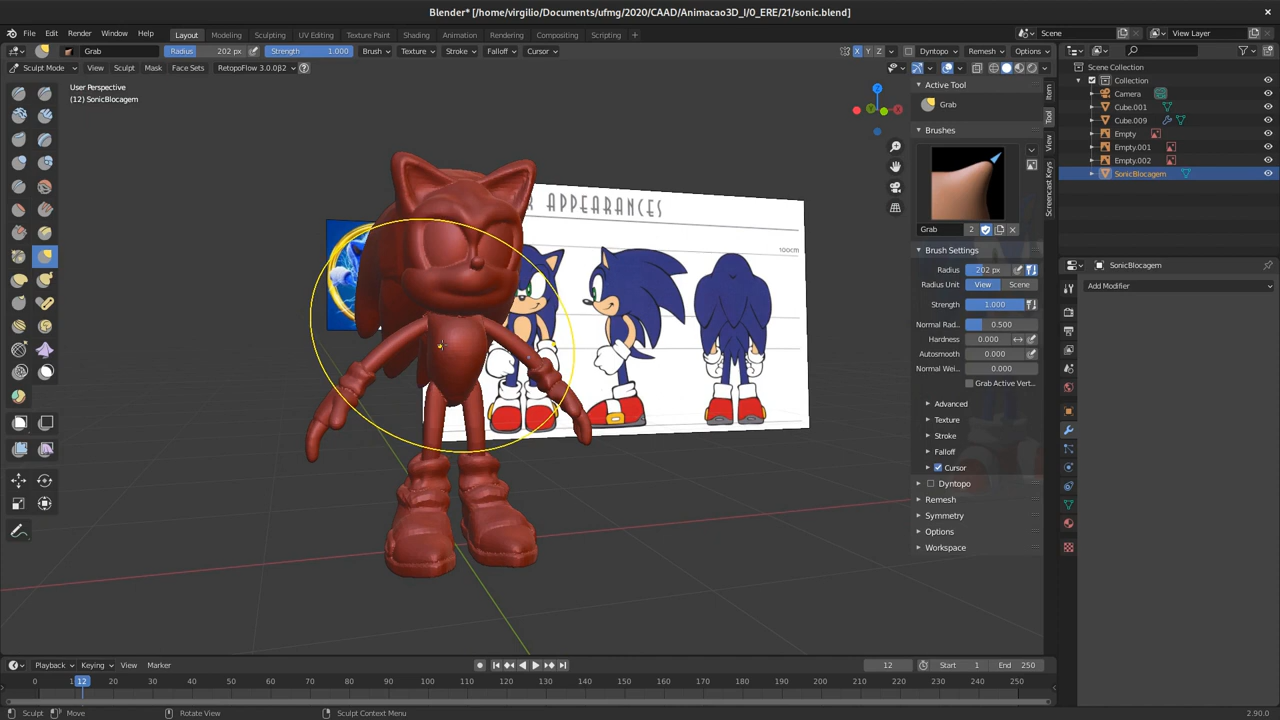 Blender* [/home/virgilio/Documents/ufmg/2020/CAAD/Animacao3D_I/0_ERE/21/sonic.blend]
File Edit Render Window Help Layout Modeling Sculpting UV Editing Texture Paint Shading Animation Rendering Compositing Scripting + Scene View Layer
Grab Radius 202 px Strength 1.000 Brush Texture Stroke Falloff Cursor X Y Z Dyntopo Remesh Options
Sculpt Mode View Sculpt Mask Face Sets RetopoFlow 3.0.0β2
User Perspective
(12) SonicBlocagem
APPEARANCES
100cm
Z
X
Y
Active Tool
Grab
Brushes
Grab 2
Brush Settings
Radius 202 px
Radius Unit View Scene
Strength 1.000
Normal Rad... 0.500
Hardness 0.000
Autosmooth 0.000
Normal Wei... 0.000
Grab Active Vert...
Advanced
Texture
Stroke
Falloff
Cursor
Dyntopo
Remesh
Symmetry
Options
Workspace
Item
Tool
View
Screencast Keys
Scene Collection
Collection
Camera
Cube.001
Cube.009
Empty
Empty.001
Empty.002
SonicBlocagem
SonicBlocagem
Add Modifier
Playback Keying View Marker 12 Start 1 End 250
0 12 20 30 40 50 60 70 80 90 100 110 120 130 140 150 160 170 180 190 200 210 220 230 240 250
Sculpt Move Rotate View Sculpt Context Menu 2.90.0